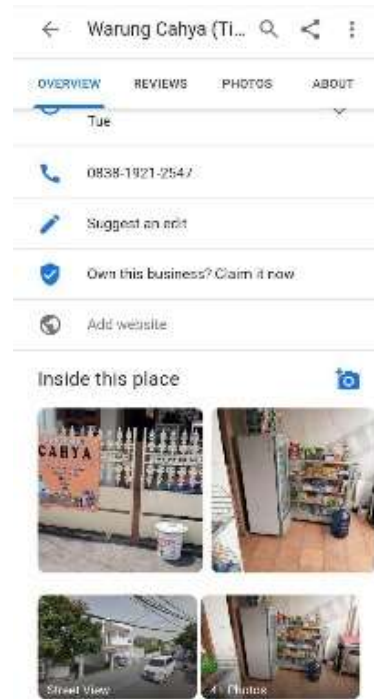 Warung Cahya (Ti...
OVERVIEW REVIEWS PHOTOS ABOUT
Tue
0838-1921-2547
Suggest an edit
Own this business? Claim it now
Add website
Inside this place
CAHYA
Street View
4+ Photos